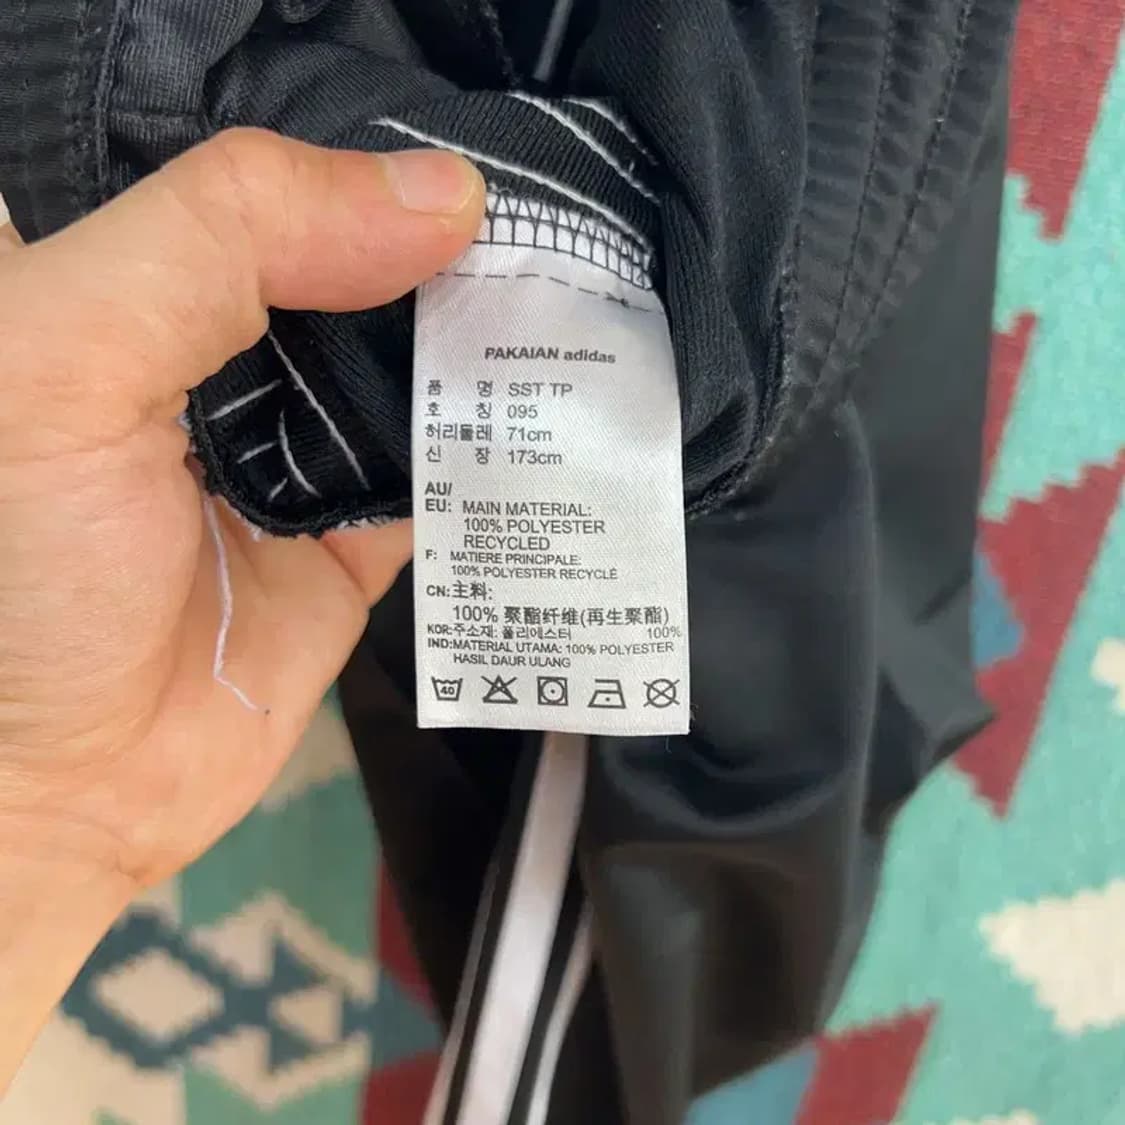 PAKAIAN adidas
품 명 SST TP
호 칭 095
허리둘레 71cm
신 장 173cm
AU/
EU: MAIN MATERIAL:
100% POLYESTER
RECYCLED
F: MATIERE PRINCIPALE:
100% POLYESTER RECYCLÉ
CN:主料:
100% 聚酯纤维(再生聚酯)
KOR:주소재: 폴리에스터 100%
IND:MATERIAL UTAMA: 100% POLYESTER
HASIL DAUR ULANG
40